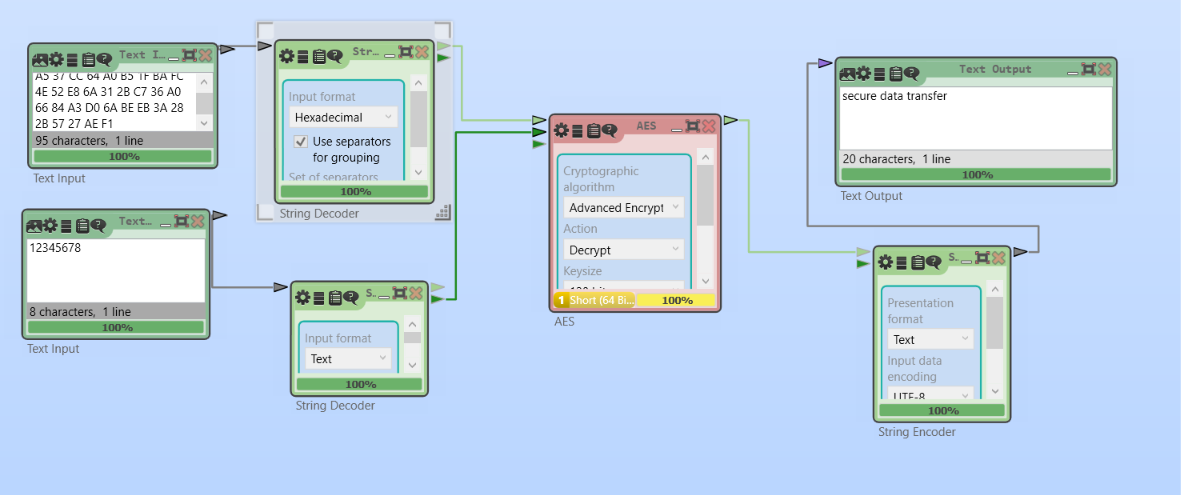 Text I...
A5 37 CC 64 A0 B5 1F BA FC
4E 52 E8 6A 31 2B C7 36 A0
66 84 A3 D0 6A BE EB 3A 28
2B 57 27 AE F1
95 characters, 1 line
100%
Text Input
Str...
Input format
Hexadecimal
Use separators
for grouping
Set of separators
100%
String Decoder
Text...
12345678
8 characters, 1 line
100%
Text Input
S..
Input format
Text
100%
String Decoder
AES
Cryptographic
algorithm
Advanced Encrypt
Action
Decrypt
Keysize
128 bit
1 Short (64 Bi...
100%
AES
Text Output
secure data transfer
20 characters, 1 line
100%
Text Output
S..
Presentation
format
Text
Input data
encoding
UTF-8
100%
String Encoder